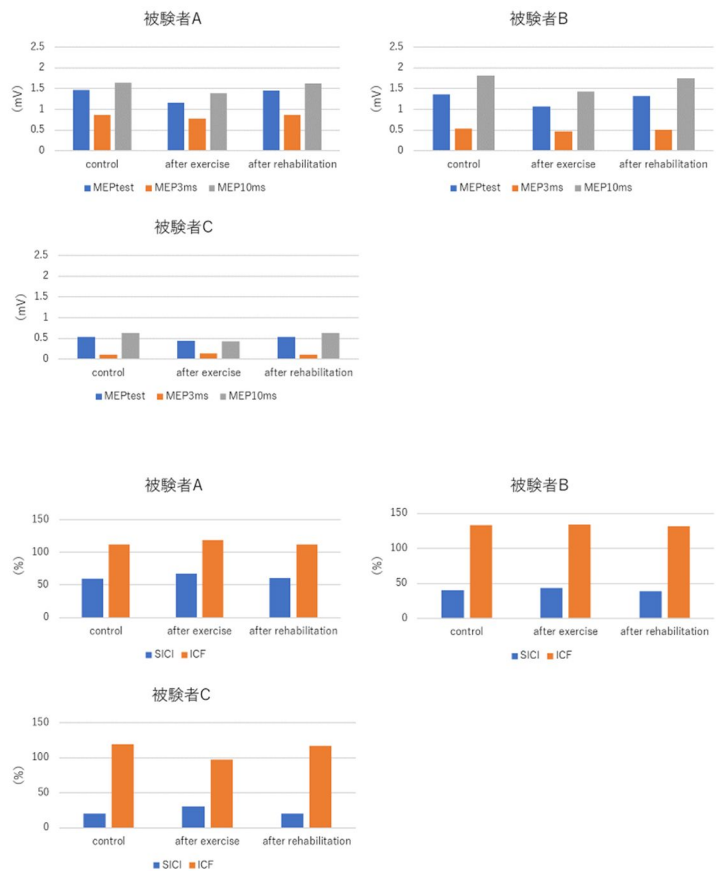 被験者A
2.5
2
1.5
1
0.5
0
(mV)
control after exercise after rehabilitation
MEPtest MEP3ms MEP10ms
被験者B
2.5
2
1.5
1
0.5
0
(mV)
control after exercise after rehabilitation
MEPtest MEP3ms MEP10ms
被験者C
2.5
2
1.5
1
0.5
0
(mV)
control after exercise after rehabilitation
MEPtest MEP3ms MEP10ms
被験者A
150
100
50
0
(%)
control after exercise after rehabilitation
SICI ICF
被験者B
150
100
50
0
(%)
control after exercise after rehabilitation
SICI ICF
被験者C
150
100
50
0
(%)
control after exercise after rehabilitation
SICI ICF